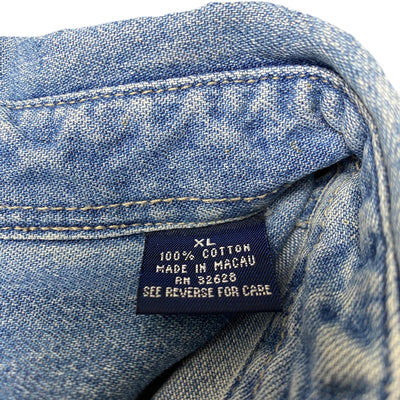 XL
100% COTTON
MADE IN MACAU
RN 32628
SEE REVERSE FOR CARE